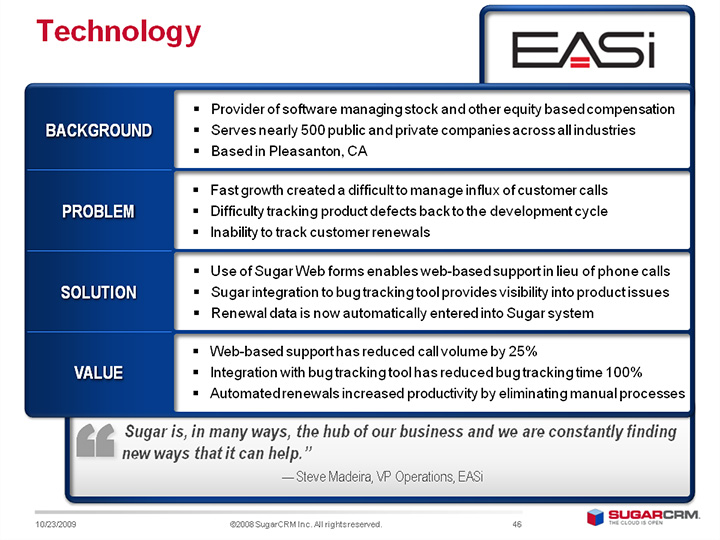 Technology
EASi
BACKGROUND
▪ Provider of software managing stock and other equity based compensation
▪ Serves nearly 500 public and private companies across all industries
▪ Based in Pleasanton, CA
PROBLEM
▪ Fast growth created a difficult to manage influx of customer calls
▪ Difficulty tracking product defects back to the development cycle
▪ Inability to track customer renewals
SOLUTION
▪ Use of Sugar Web forms enables web-based support in lieu of phone calls
▪ Sugar integration to bug tracking tool provides visibility into product issues
▪ Renewal data is now automatically entered into Sugar system
VALUE
▪ Web-based support has reduced call volume by 25%
▪ Integration with bug tracking tool has reduced bug tracking time 100%
▪ Automated renewals increased productivity by eliminating manual processes
“ Sugar is, in many ways, the hub of our business and we are constantly finding
new ways that it can help.”
— Steve Madeira, VP Operations, EASi
10/23/2009 ©2008 SugarCRM Inc. All rights reserved. 46
SUGARCRM.
THE CLOUD IS OPEN